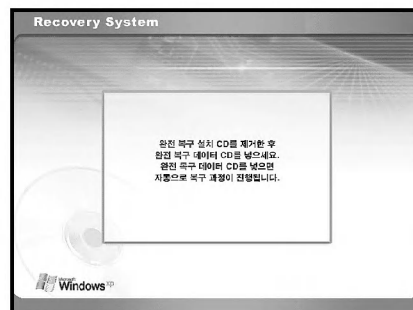 Recovery System
완전 복구 설치 CD를 제거한 후
완전 복구 데이터 CD를 넣으세요.
완전 복구 데이터 CD를 넣으면
자동으로 복구 과정이 진행됩니다.
Microsoft
Windows xp